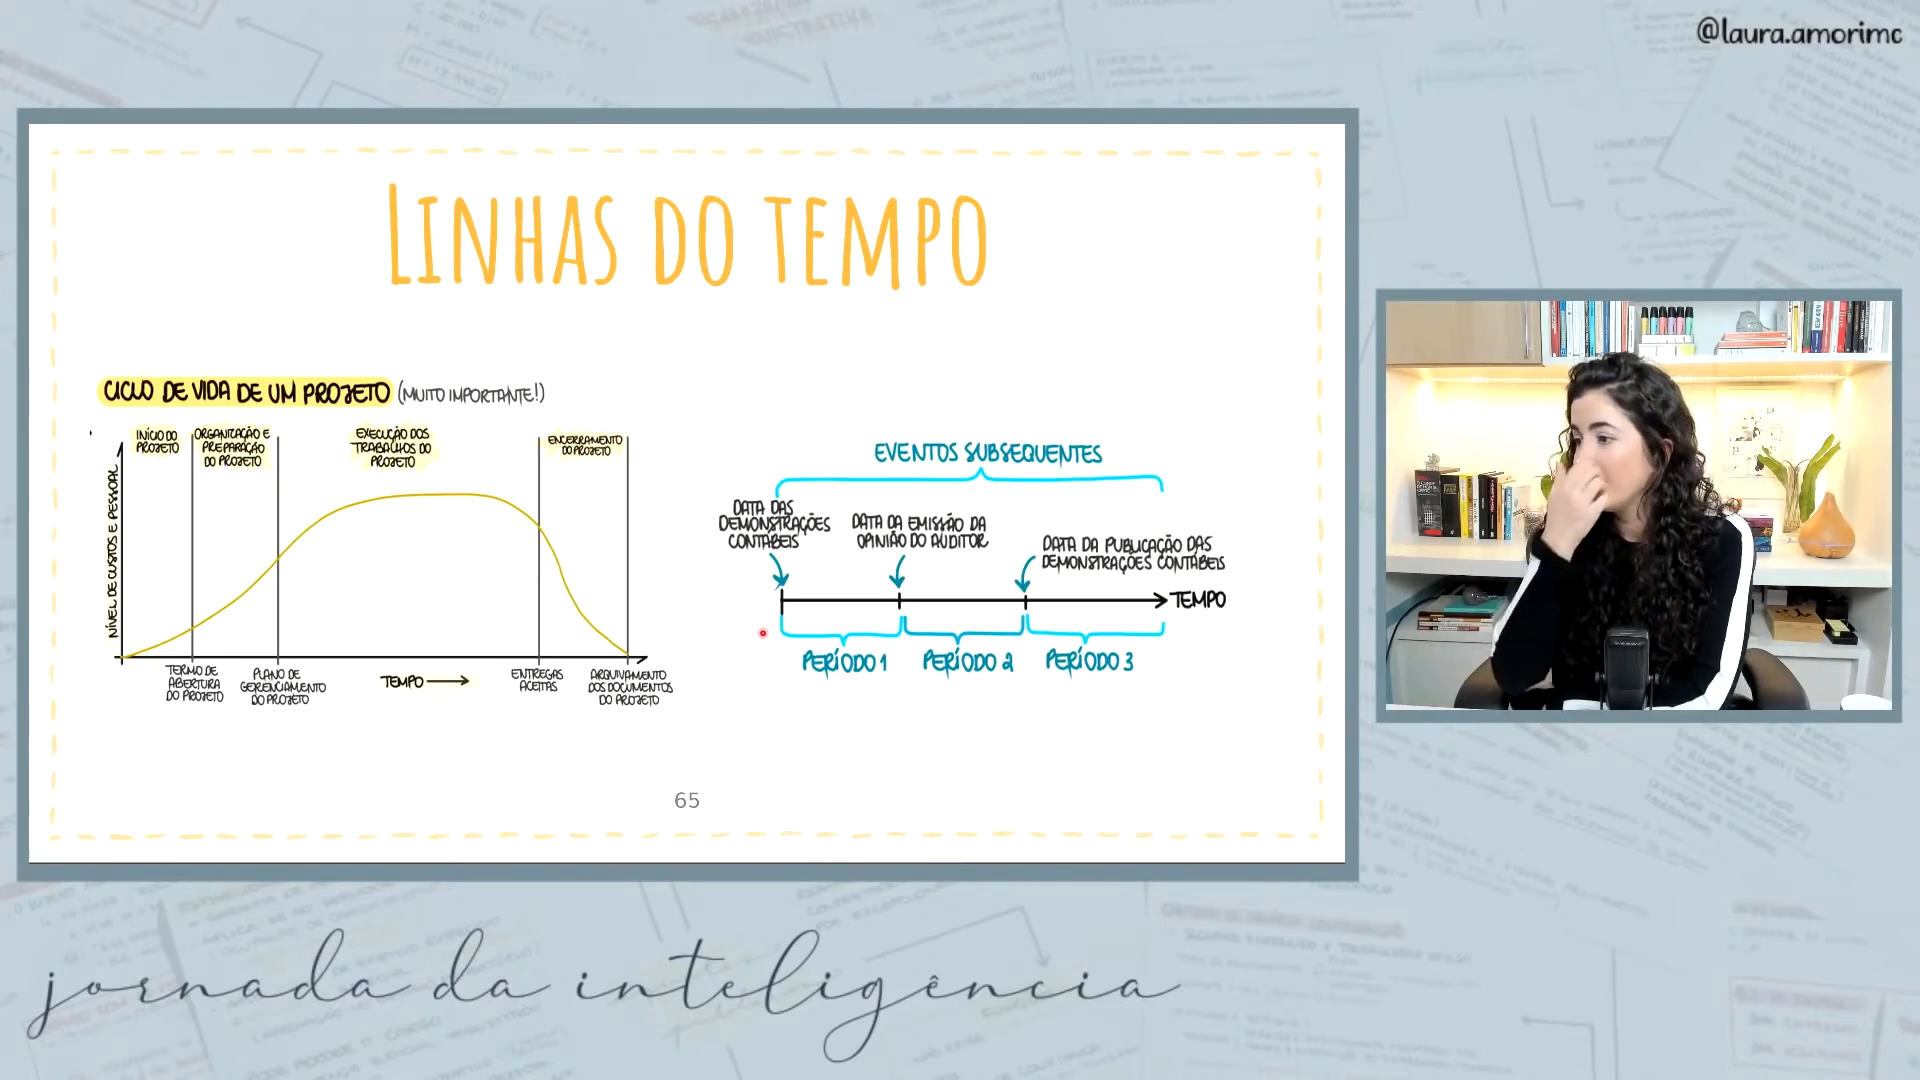 @laura.amorimc
LINHAS DO TEMPO
CICLO DE VIDA DE UM PROJETO (MUITO IMPORTANTE!)
INÍCIO DO
PROJETO
ORGANIZAÇÃO E
PREPARAÇÃO
DO PROJETO
EXECUÇÃO DOS
TRABALHOS DO
PROJETO
ENCERRAMENTO
DO PROJETO
NÍVEL DE CUSTOS E PESSOAL
TERMO DE
ABERTURA
DO PROJETO
PLANO DE
GERENCIAMENTO
DO PROJETO
TEMPO
ENTREGAS
ACEITAS
ARQUIVAMENTO
DOS DOCUMENTOS
DO PROJETO
EVENTOS SUBSEQUENTES
DATA DAS
DEMONSTRAÇÕES
CONTÁBEIS
DATA DA EMISSÃO DA
OPINIÃO DO AUDITOR
DATA DA PUBLICAÇÃO DAS
DEMONSTRAÇÕES CONTÁBEIS
TEMPO
PERÍODO 1
PERÍODO 2
PERÍODO 3
65
jornada da inteligência